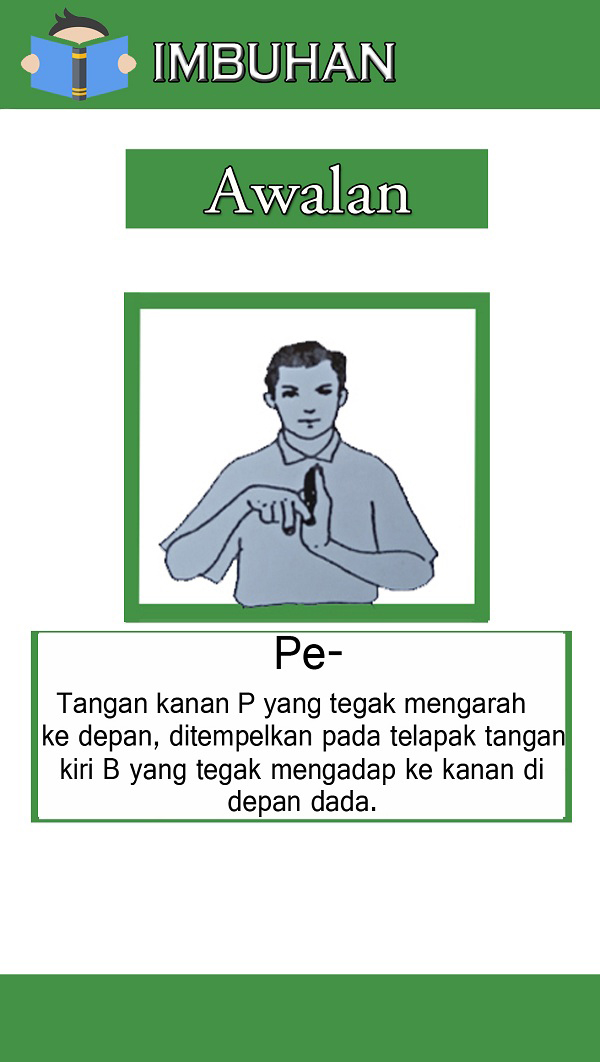 IMBUHAN
Awalan
Pe-
Tangan kanan P yang tegak mengarah
ke depan, ditempelkan pada telapak tangan
kiri B yang tegak mengadap ke kanan di
depan dada.